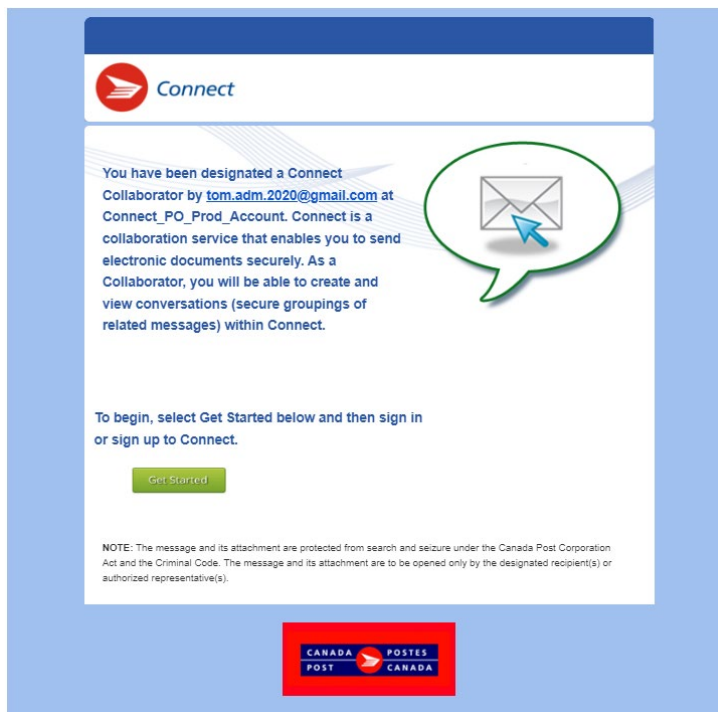 Connect
You have been designated a Connect
Collaborator by tom.adm.2020@gmail.com at
Connect_PO_Prod_Account. Connect is a
collaboration service that enables you to send
electronic documents securely. As a
Collaborator, you will be able to create and
view conversations (secure groupings of
related messages) within Connect.
To begin, select Get Started below and then sign in
or sign up to Connect.
Get Started
NOTE: The message and its attachment are protected from search and seizure under the Canada Post Corporation
Act and the Criminal Code. The message and its attachment are to be opened only by the designated recipient(s) or
authorized representative(s).
CANADA POSTES
POST CANADA